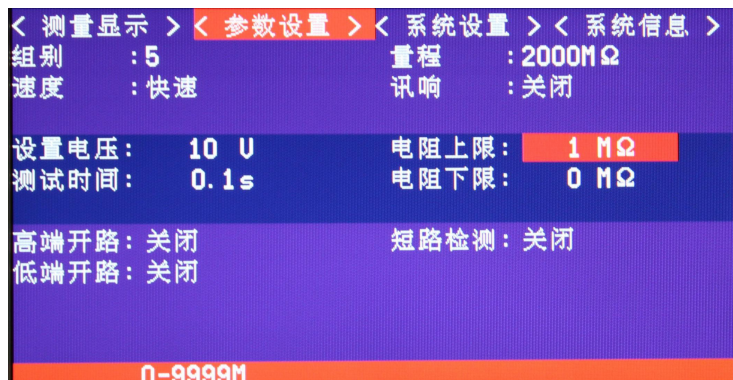 < 测量显示 > < 参数设置 > < 系统设置 > < 系统信息 >
组别 :5 量程 :2000MΩ
速度 :快速 讯响 :关闭
设置电压: 10 V 电阻上限: 1 MΩ
测试时间: 0.1s 电阻下限: 0 MΩ
高端开路:关闭 短路检测:关闭
低端开路:关闭
0-9999M